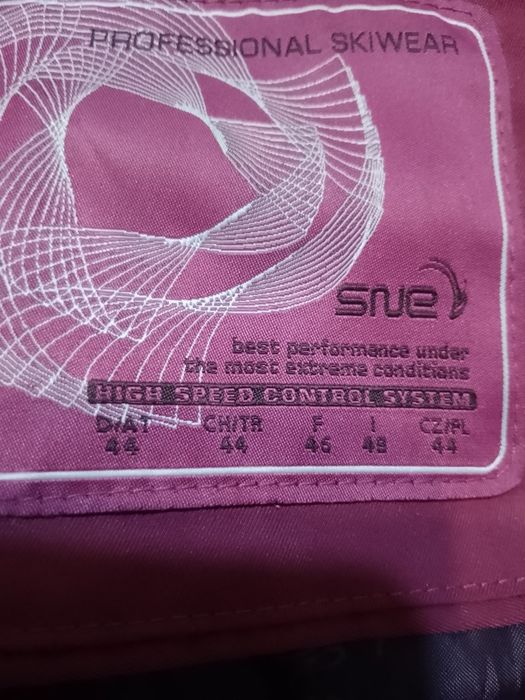 PROFESSIONAL SKIWEAR
sne
best performance under
the most extreme conditions
HIGH SPEED CONTROL SYSTEM
D/AT CH/TR F I CZ/PL
44 44 46 48 44